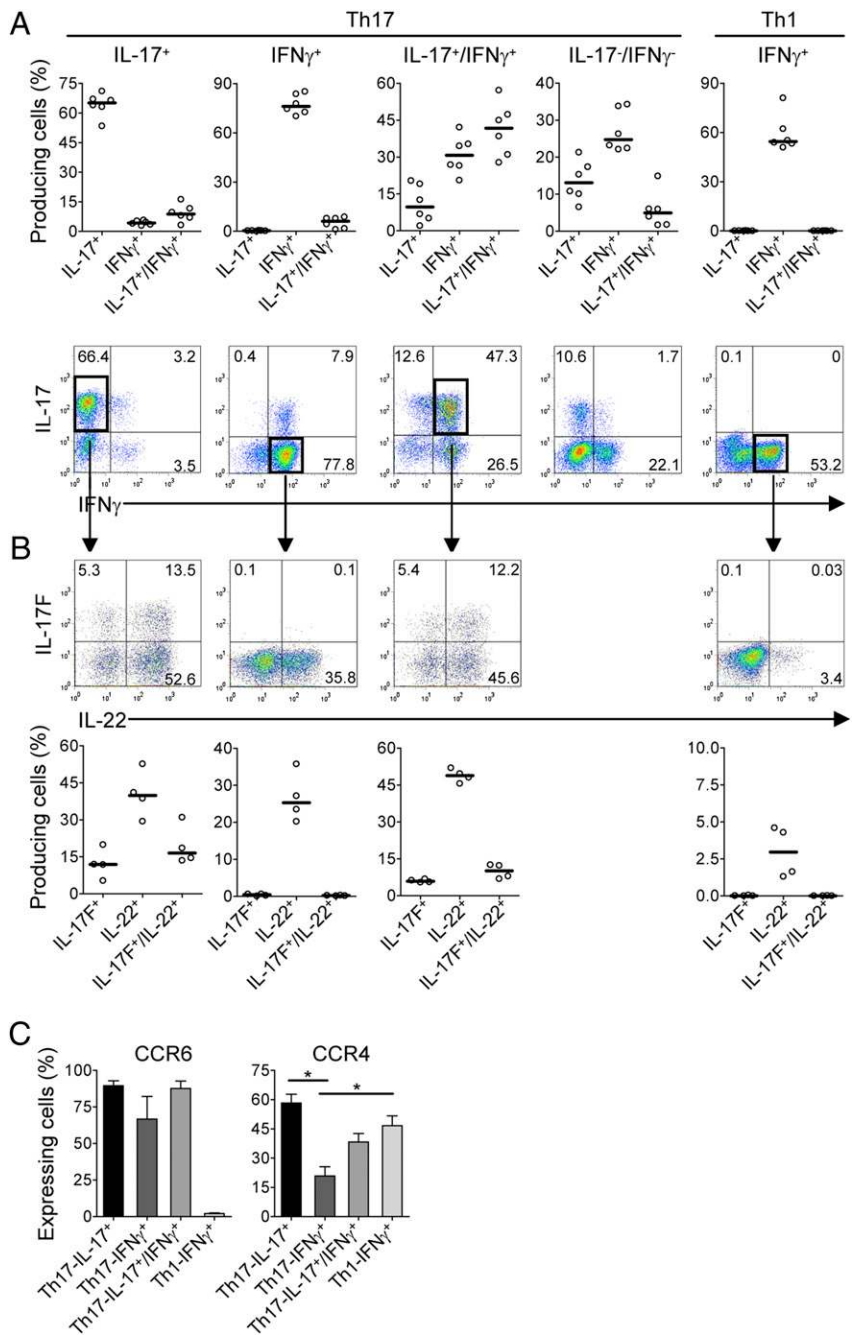 A
Th17
Th1
IL-17⁺
IFNγ⁺
IL-17⁺/IFNγ⁺
IL-17⁻/IFNγ⁻
IFNγ⁺
Producing cells (%)
75
60
45
30
15
0
90
60
30
0
60
45
30
15
0
40
30
20
10
0
90
60
30
0
IL-17⁺
IFNγ⁺
IL-17⁺/IFNγ⁺
IL-17⁺
IFNγ⁺
IL-17⁺/IFNγ⁺
IL-17⁺
IFNγ⁺
IL-17⁺/IFNγ⁺
IL-17⁺
IFNγ⁺
IL-17⁺/IFNγ⁺
IL-17⁺
IFNγ⁺
IL-17⁺/IFNγ⁺
IL-17
66.4 3.2
3.5
0.4 7.9
77.8
12.6 47.3
26.5
10.6 1.7
22.1
0.1 0
53.2
IFNγ
B
IL-17F
5.3 13.5
52.6
0.1 0.1
35.8
5.4 12.2
45.6
0.1 0.03
3.4
IL-22
Producing cells (%)
60
45
30
15
0
40
30
20
10
0
60
45
30
15
0
10.0
7.5
5.0
2.5
0.0
IL-17F⁺
IL-22⁺
IL-17F⁺/IL-22⁺
IL-17F⁺
IL-22⁺
IL-17F⁺/IL-22⁺
IL-17F⁺
IL-22⁺
IL-17F⁺/IL-22⁺
IL-17F⁺
IL-22⁺
IL-17F⁺/IL-22⁺
C
CCR6
CCR4
Expressing cells (%)
100
75
50
25
0
75
60
45
30
15
0
* *
Th17-IL-17⁺
Th17-IFNγ⁺
Th17-IL-17⁺/IFNγ⁺
Th1-IFNγ⁺
Th17-IL-17⁺
Th17-IFNγ⁺
Th17-IL-17⁺/IFNγ⁺
Th1-IFNγ⁺